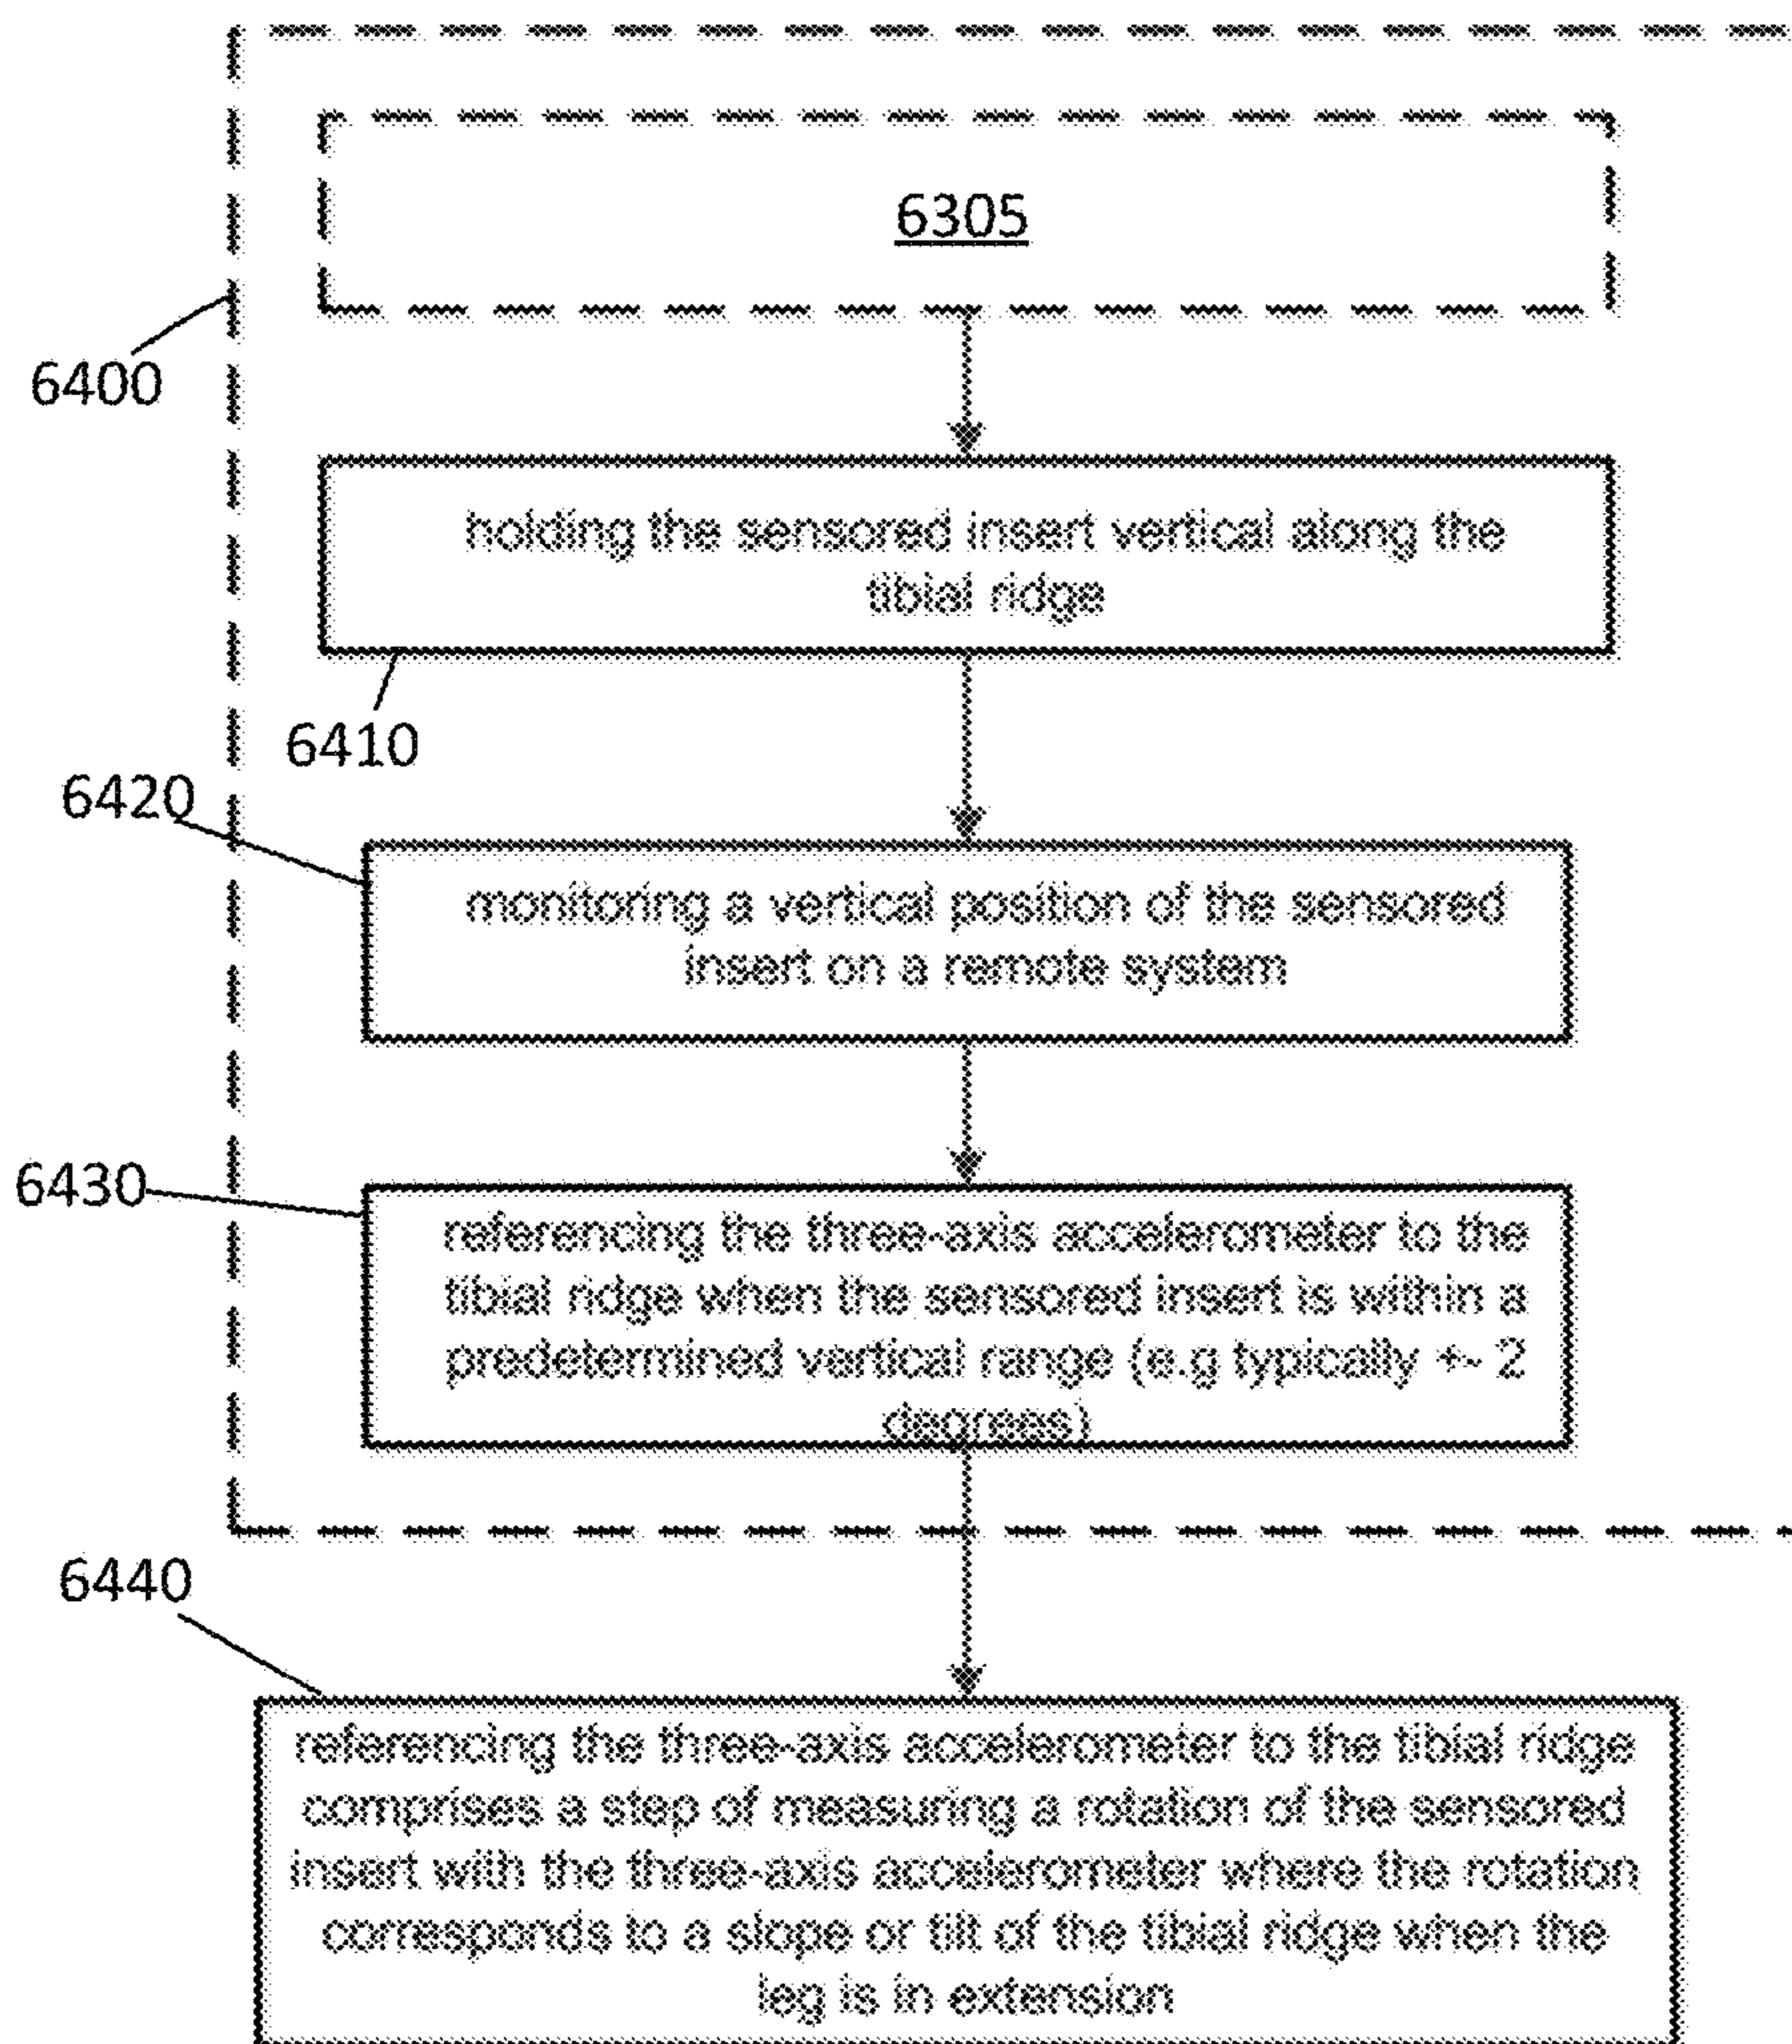 6305
6400
holding the sensored insert vertical along the
tibial ridge
6410
6420
monitoring a vertical position of the sensored
insert on a remote system
6430
referencing the three-axis accelerometer to the
tibial ridge when the sensored insert is within a
predetermined vertical range (e.g typically +- 2
degrees)
6440
referencing the three-axis accelerometer to the tibial ridge
comprises a step of measuring a rotation of the sensored
insert with the three-axis accelerometer where the rotation
corresponds to a slope or tilt of the tibial ridge when the
leg is in extension